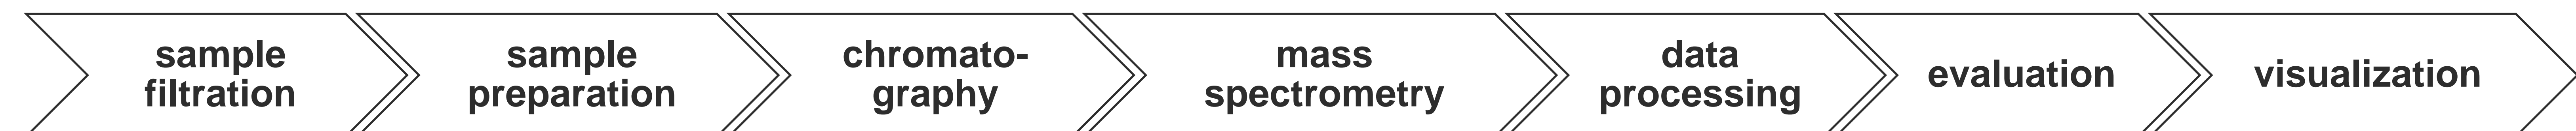 sample
filtration
sample
preparation
chromato-
graphy
mass
spectrometry
data
processing
evaluation
visualization